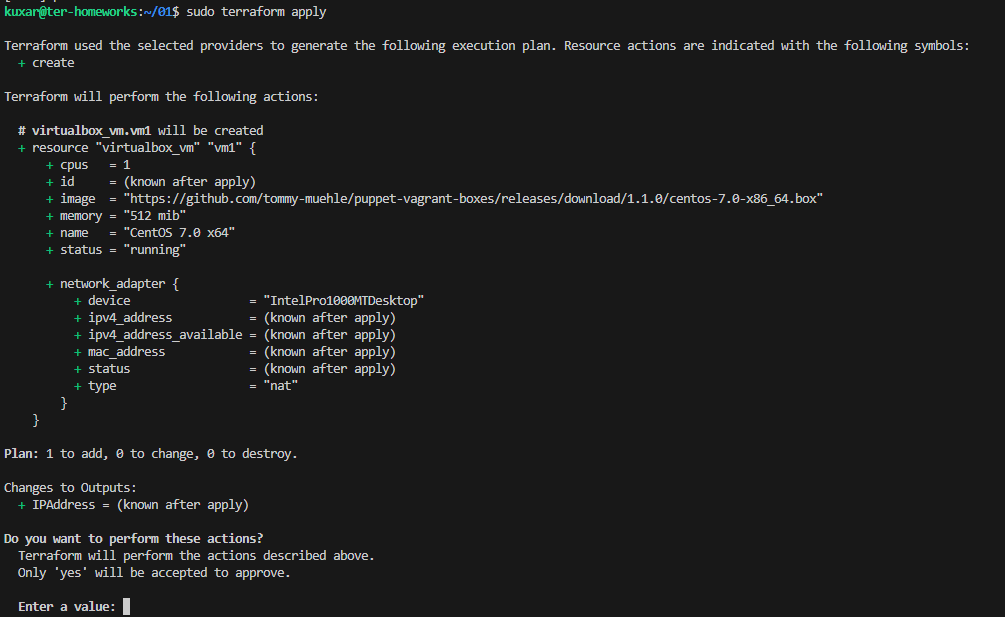 kuxar@ter-homeworks:~/01$ sudo terraform apply
Terraform used the selected providers to generate the following execution plan. Resource actions are indicated with the following symbols:
+ create
Terraform will perform the following actions:
# virtualbox_vm.vm1 will be created
+ resource "virtualbox_vm" "vm1" {
+ cpus   = 1
+ id     = (known after apply)
+ image  = "https://github.com/tommy-muehle/puppet-vagrant-boxes/releases/download/1.1.0/centos-7.0-x86_64.box"
+ memory = "512 mib"
+ name   = "CentOS 7.0 x64"
+ status = "running"
+ network_adapter {
+ device                 = "IntelPro1000MTDesktop"
+ ipv4_address           = (known after apply)
+ ipv4_address_available = (known after apply)
+ mac_address            = (known after apply)
+ status                 = (known after apply)
+ type                   = "nat"
}
}
Plan: 1 to add, 0 to change, 0 to destroy.
Changes to Outputs:
+ IPAddress = (known after apply)
Do you want to perform these actions?
Terraform will perform the actions described above.
Only 'yes' will be accepted to approve.
Enter a value: